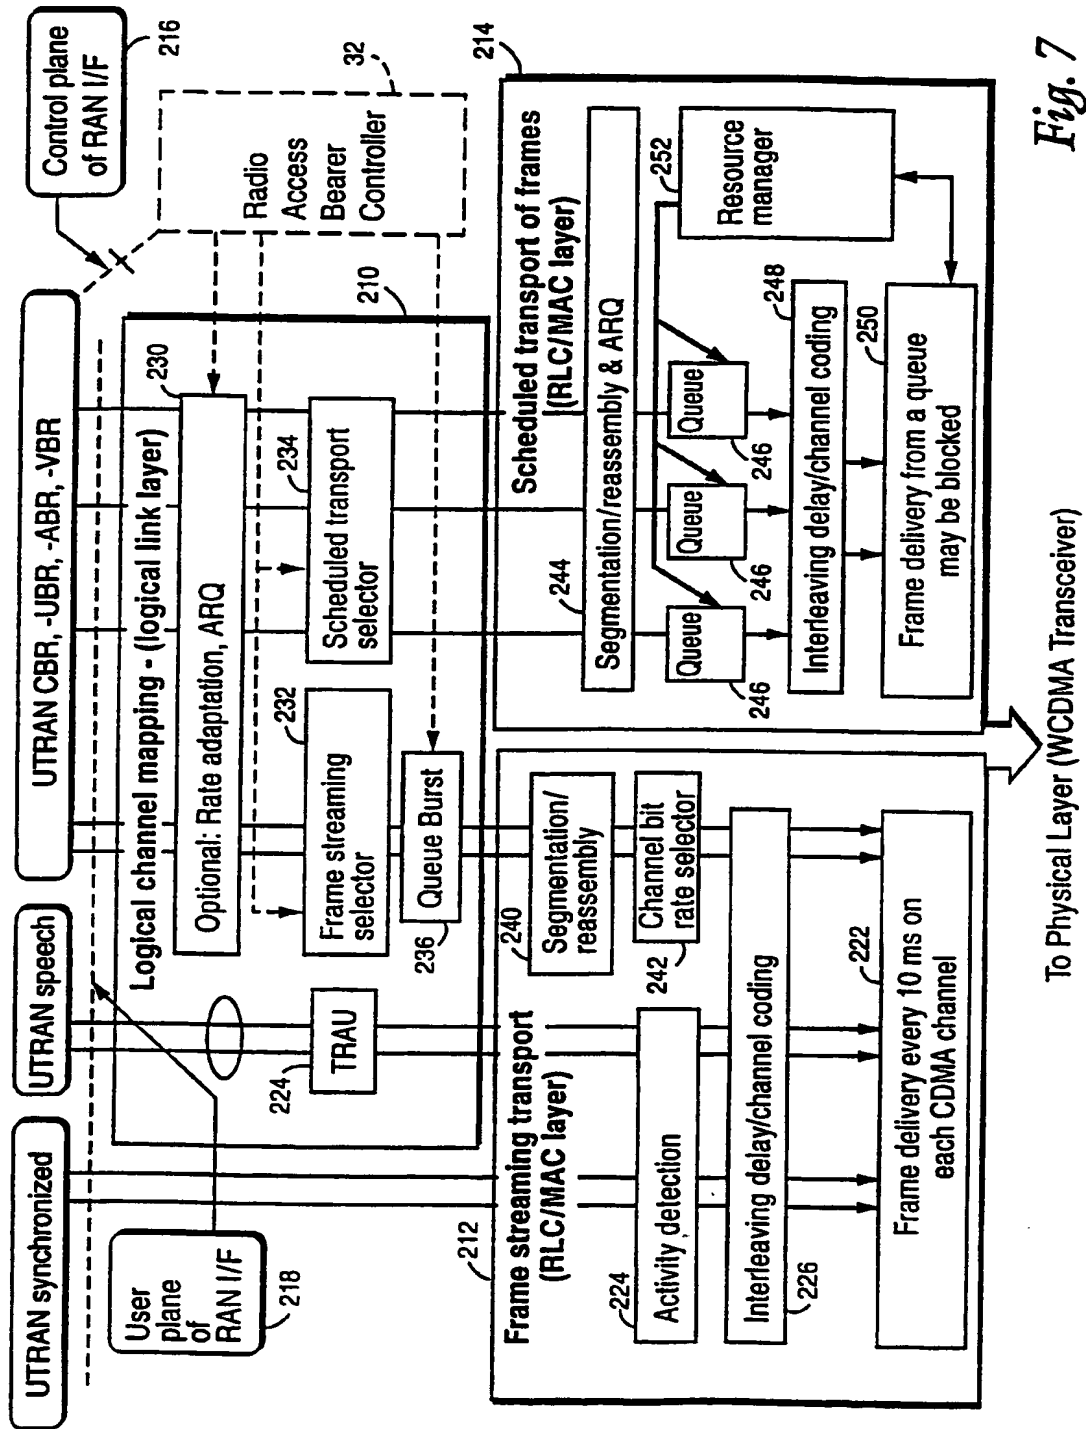 UTRAN synchronized
UTRAN speech
UTRAN CBR, -UBR, -ABR, -VBR
Control plane
of RAN I/F
216
User
plane
of
RAN I/F
218
Logical channel mapping - (logical link layer)
210
230
Optional: Rate adaptation, ARQ
Radio
Access
Bearer
Controller
32
224
TRAU
232
Frame streaming
selector
234
Scheduled transport
selector
236
Queue Burst
212
Frame streaming transport
(RLC/MAC layer)
224
Activity detection
240
Segmentation/
reassembly
242
Channel bit
rate selector
Interleaving delay/channel coding
226
222
Frame delivery every 10 ms on
each CDMA channel
214
Scheduled transport of frames
(RLC/MAC layer)
244
Segmentation/reassembly & ARQ
Queue
246
Queue
246
Queue
246
252
Resource
manager
Interleaving delay/channel coding
248
250
Frame delivery from a queue
may be blocked
To Physical Layer (WCDMA Transceiver)
Fig. 7